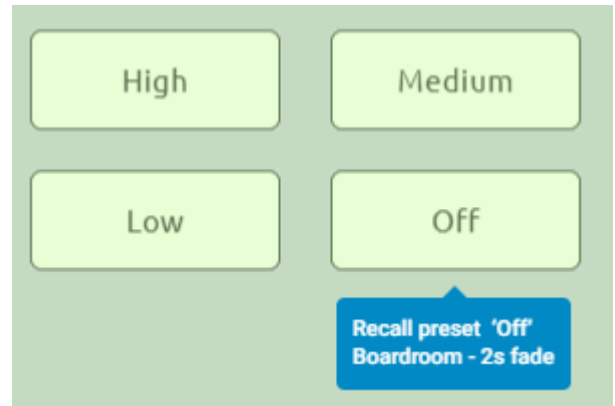 High
Medium
Low
Off
Recall preset ‘Off’
Boardroom - 2s fade